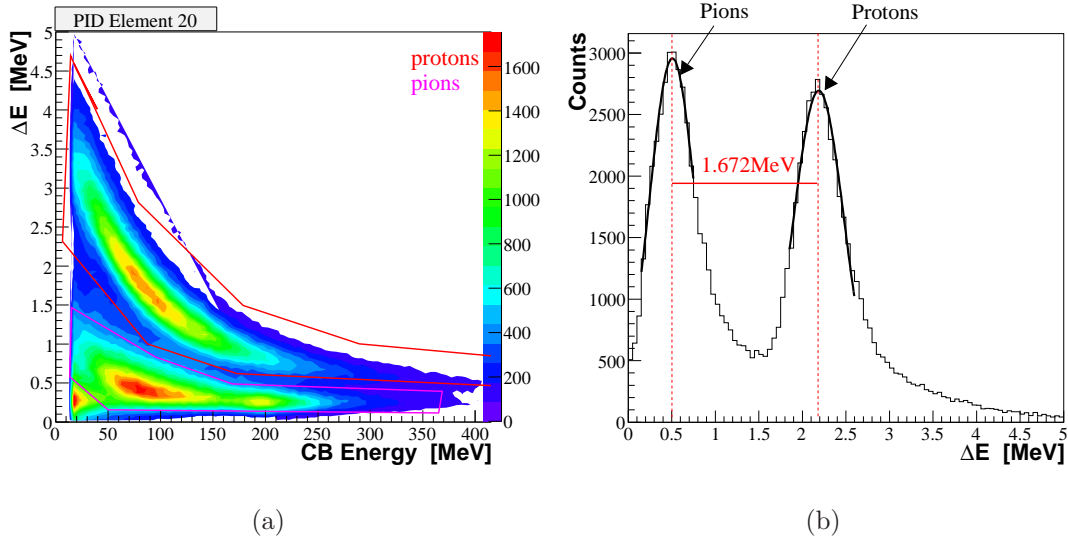 PID Element 20
ΔE [MeV]
5
4.5
4
3.5
3
2.5
2
1.5
1
0.5
0
protons
pions
1600
1400
1200
1000
800
600
400
200
0
0 50 100 150 200 250 300 350 400
CB Energy [MeV]
(a)
Pions
Protons
Counts
3000
2500
2000
1500
1000
500
0
1.672MeV
0 0.5 1 1.5 2 2.5 3 3.5 4 4.5 5
ΔE [MeV]
(b)